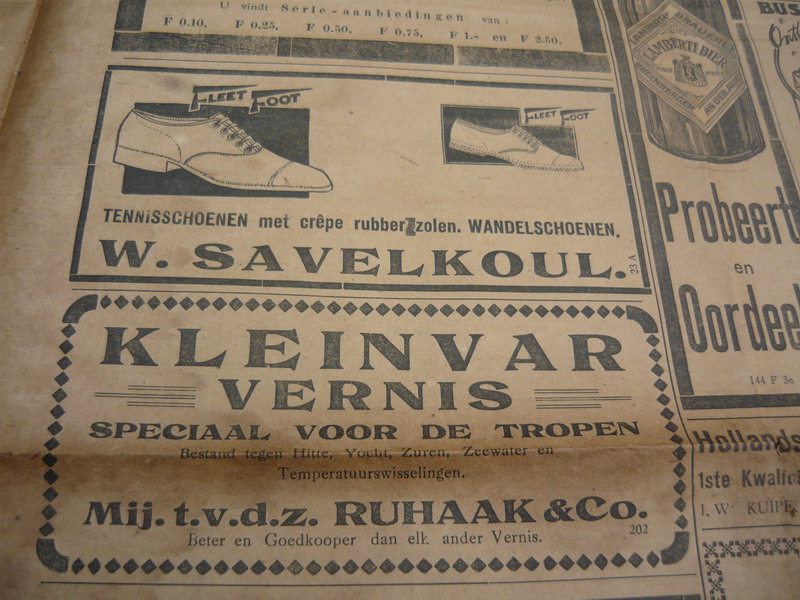 U vindt Serie-aanbiedingen van:
F 0.10. F 0.25. F 0.50, F 0.75, F 1.- en F 2.50.
FLEET FOOT
FLEET FOOT
TENNISSCHOENEN met crêpe rubberzolen. WANDELSCHOENEN.
W. SAVELKOUL.
23 A
KLEINVAR
VERNIS
SPECIAAL VOOR DE TROPEN
Bestand tegen Hitte, Vocht, Zuren, Zeewater en
Temperatuurswisselingen.
Mij. t.v.d.z. RUHAAK & Co.
202
Beter en Goedkooper dan elk ander Vernis.
BRAUEREI
LAMBERTI BIER
Probeert
en
Oordeel
144 F 3e
BUS
Hollands
1ste Kwalit
J. W. KUIPE